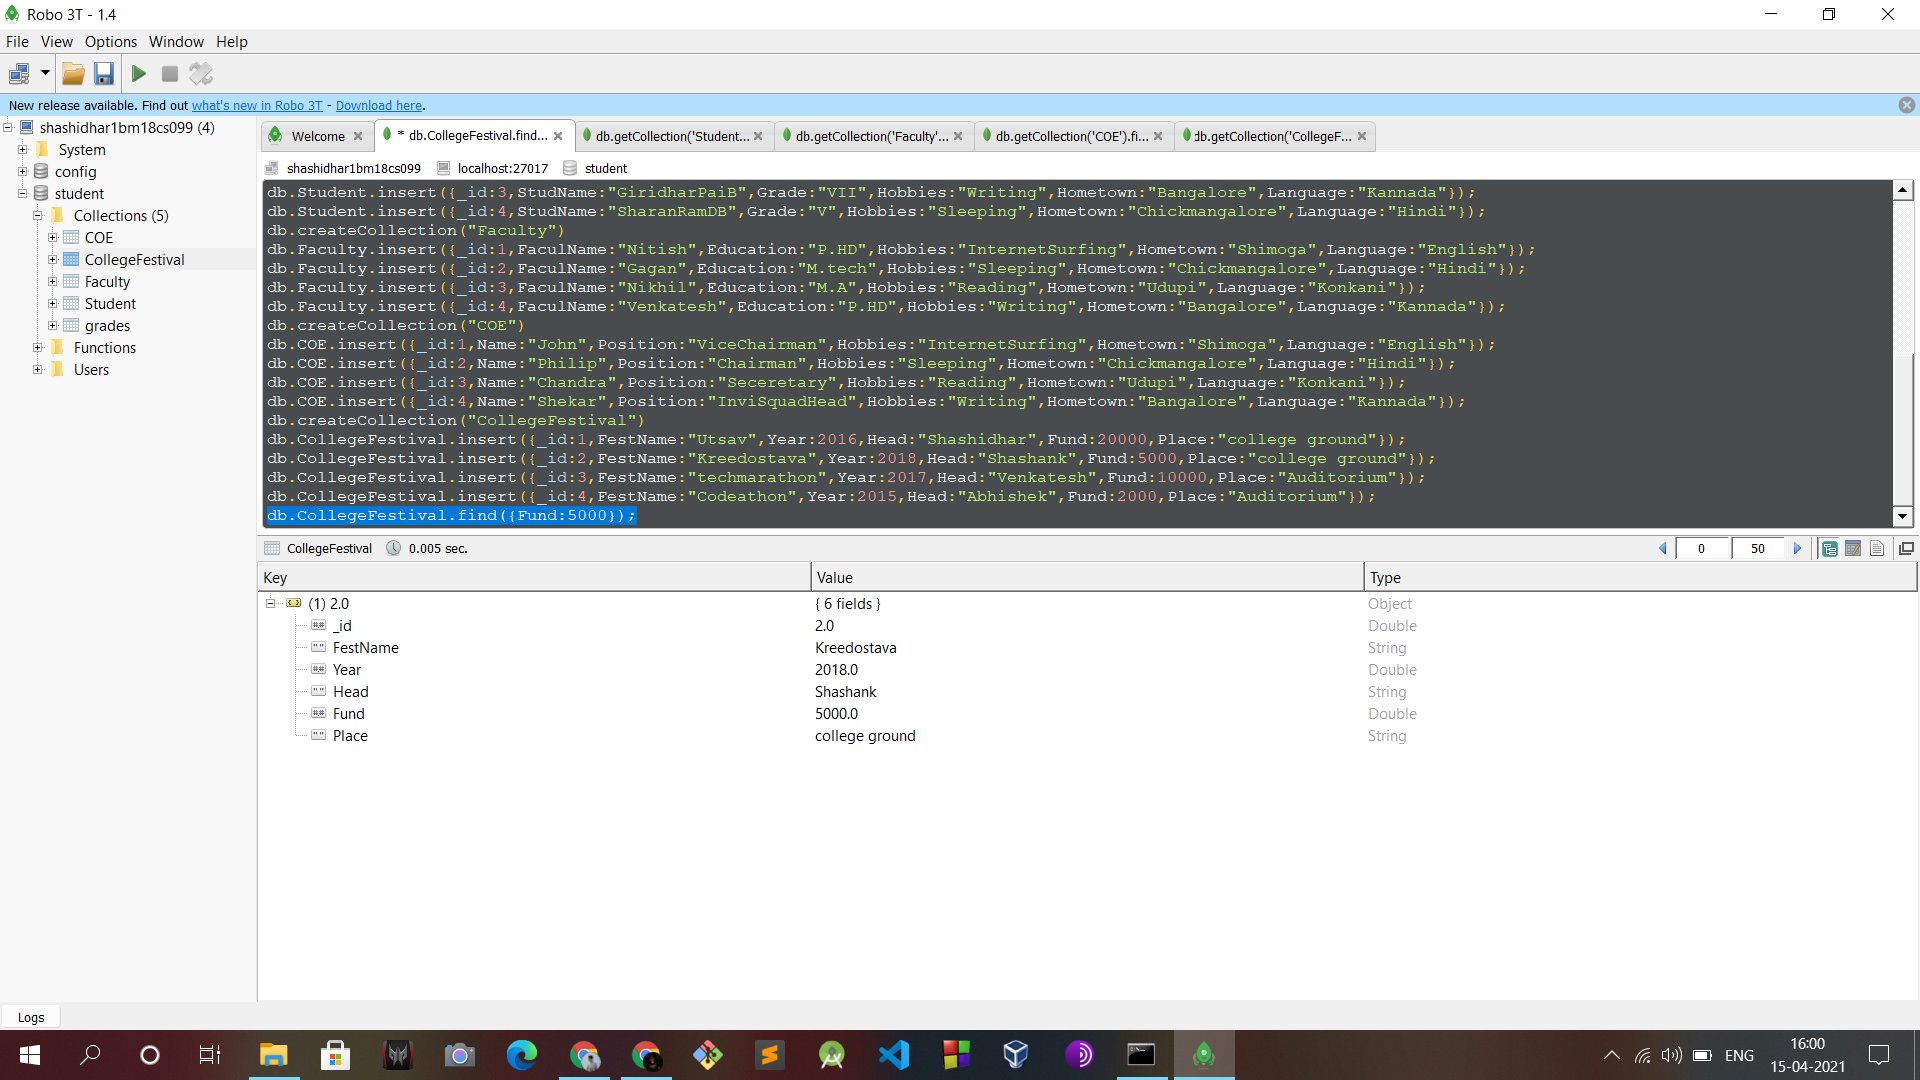 Robo 3T - 1.4
File View Options Window Help
New release available. Find out what's new in Robo 3T - Download here.
shashidhar1bm18cs099 (4)
System
config
student
Collections (5)
COE
CollegeFestival
Faculty
Student
grades
Functions
Users
Welcome
* db.CollegeFestival.find...
db.getCollection('Student...
db.getCollection('Faculty'...
db.getCollection('COE').fi...
db.getCollection('CollegeF...
shashidhar1bm18cs099 localhost:27017 student
db.Student.insert({_id:3,StudName:"GiridharPaiB",Grade:"VII",Hobbies:"Writing",Hometown:"Bangalore",Language:"Kannada"});
db.Student.insert({_id:4,StudName:"SharanRamDB",Grade:"V",Hobbies:"Sleeping",Hometown:"Chickmangalore",Language:"Hindi"});
db.createCollection("Faculty")
db.Faculty.insert({_id:1,FaculName:"Nitish",Education:"P.HD",Hobbies:"InternetSurfing",Hometown:"Shimoga",Language:"English"});
db.Faculty.insert({_id:2,FaculName:"Gagan",Education:"M.tech",Hobbies:"Sleeping",Hometown:"Chickmangalore",Language:"Hindi"});
db.Faculty.insert({_id:3,FaculName:"Nikhil",Education:"M.A",Hobbies:"Reading",Hometown:"Udupi",Language:"Konkani"});
db.Faculty.insert({_id:4,FaculName:"Venkatesh",Education:"P.HD",Hobbies:"Writing",Hometown:"Bangalore",Language:"Kannada"});
db.createCollection("COE")
db.COE.insert({_id:1,Name:"John",Position:"ViceChairman",Hobbies:"InternetSurfing",Hometown:"Shimoga",Language:"English"});
db.COE.insert({_id:2,Name:"Philip",Position:"Chairman",Hobbies:"Sleeping",Hometown:"Chickmangalore",Language:"Hindi"});
db.COE.insert({_id:3,Name:"Chandra",Position:"Seceretary",Hobbies:"Reading",Hometown:"Udupi",Language:"Konkani"});
db.COE.insert({_id:4,Name:"Shekar",Position:"InviSquadHead",Hobbies:"Writing",Hometown:"Bangalore",Language:"Kannada"});
db.createCollection("CollegeFestival")
db.CollegeFestival.insert({_id:1,FestName:"Utsav",Year:2016,Head:"Shashidhar",Fund:20000,Place:"college ground"});
db.CollegeFestival.insert({_id:2,FestName:"Kreedostava",Year:2018,Head:"Shashank",Fund:5000,Place:"college ground"});
db.CollegeFestival.insert({_id:3,FestName:"techmarathon",Year:2017,Head:"Venkatesh",Fund:10000,Place:"Auditorium"});
db.CollegeFestival.insert({_id:4,FestName:"Codeathon",Year:2015,Head:"Abhishek",Fund:2000,Place:"Auditorium"});
db.CollegeFestival.find({Fund:5000});
CollegeFestival 0.005 sec. 0 50
Key Value Type
(1) 2.0 { 6 fields } Object
_id 2.0 Double
FestName Kreedostava String
Year 2018.0 Double
Head Shashank String
Fund 5000.0 Double
Place college ground String
Logs
ENG
16:00
15-04-2021